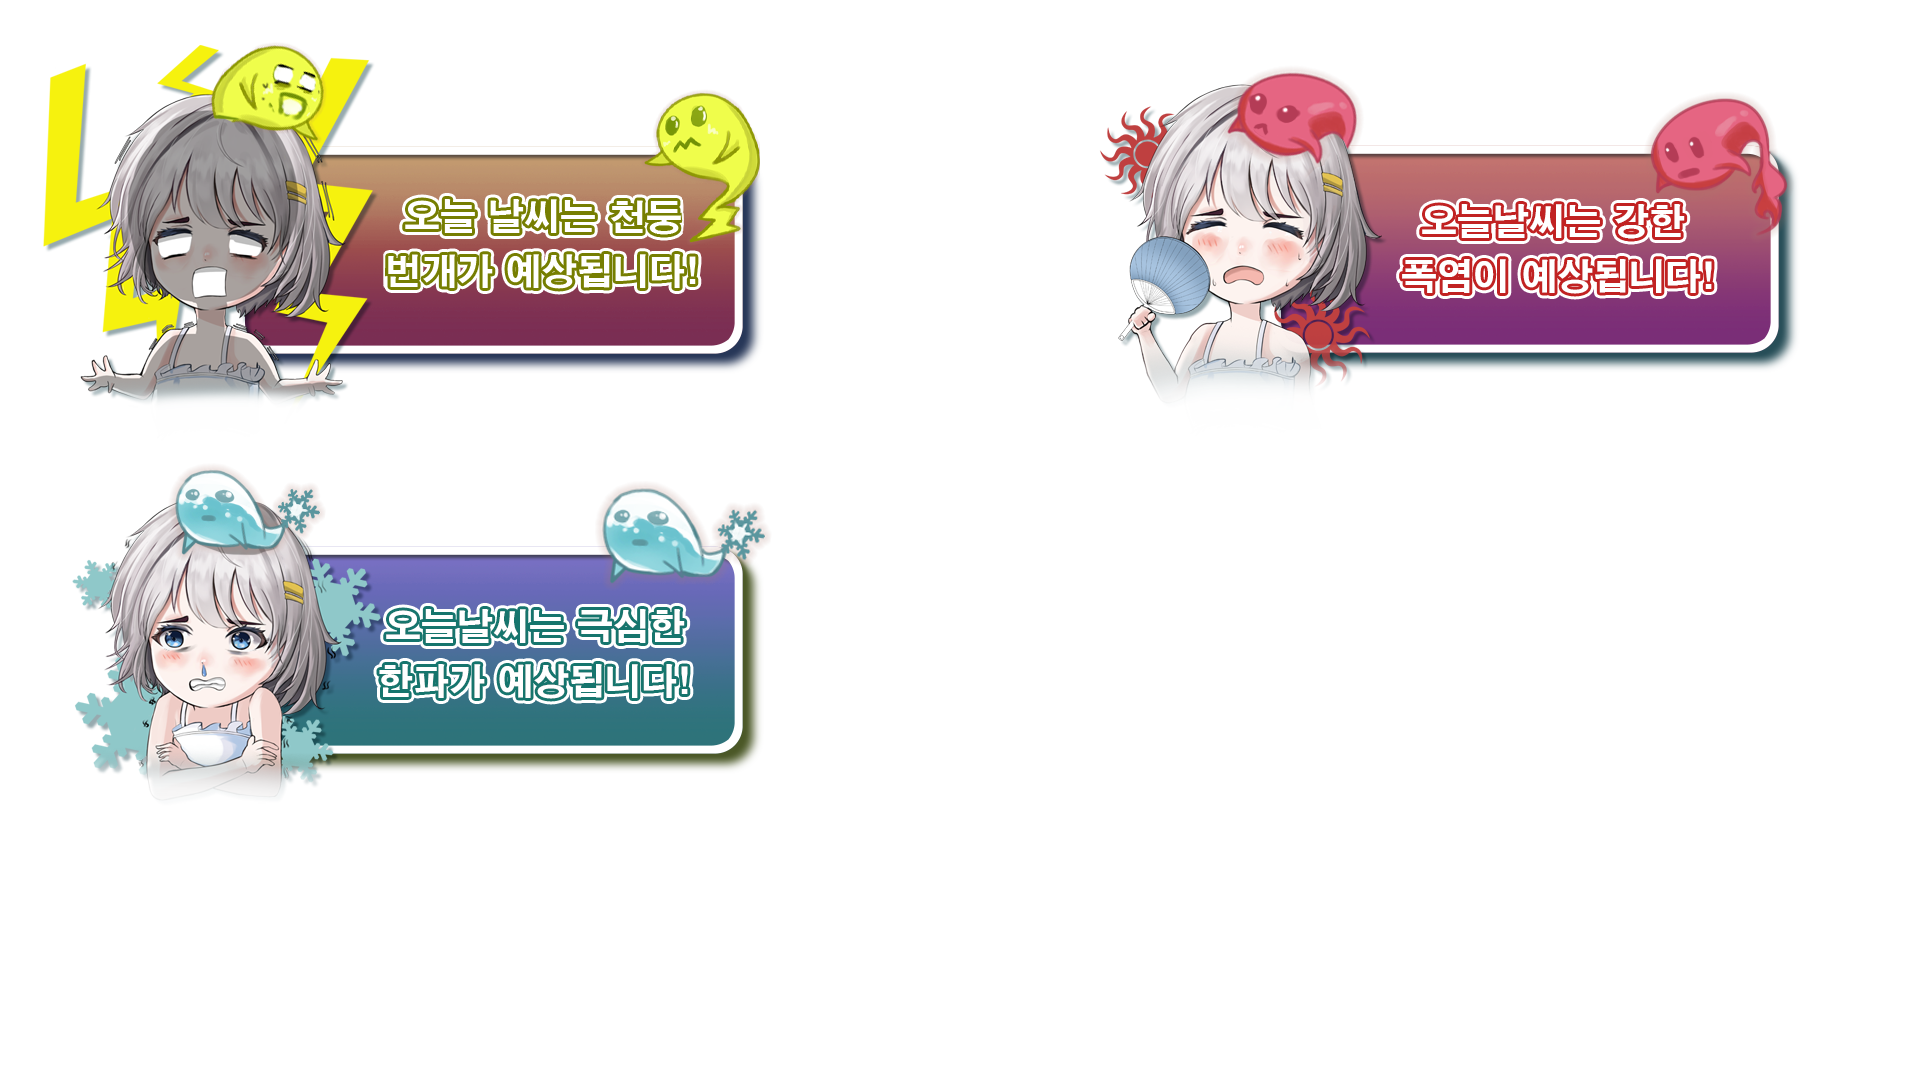 오늘 날씨는 천둥
번개가 예상됩니다!
오늘날씨는 강한
폭염이 예상됩니다!
오늘날씨는 극심한
한파가 예상됩니다!